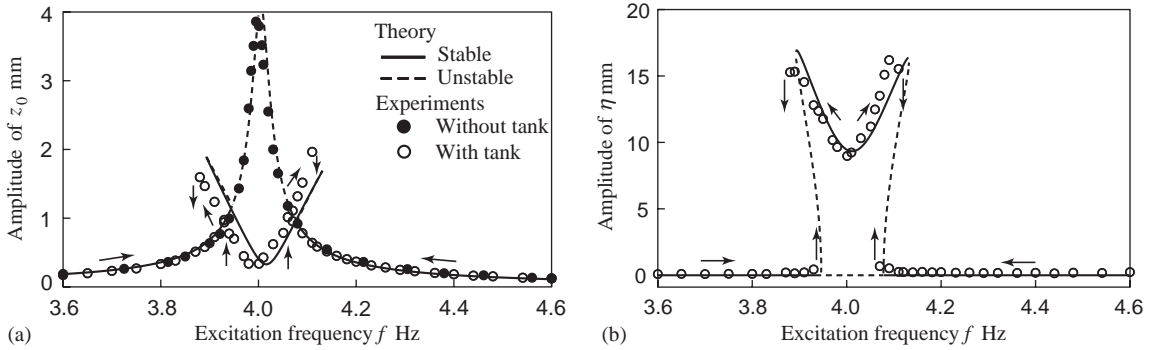 4
3
2
1
0
3.6
3.8
4.0
4.2
4.4
4.6
Amplitude of z0 mm
Excitation frequency f Hz
(a)
Theory
Stable
Unstable
Experiments
Without tank
With tank
20
15
10
5
0
3.6
3.8
4.0
4.2
4.4
4.6
Amplitude of η mm
Excitation frequency f Hz
(b)